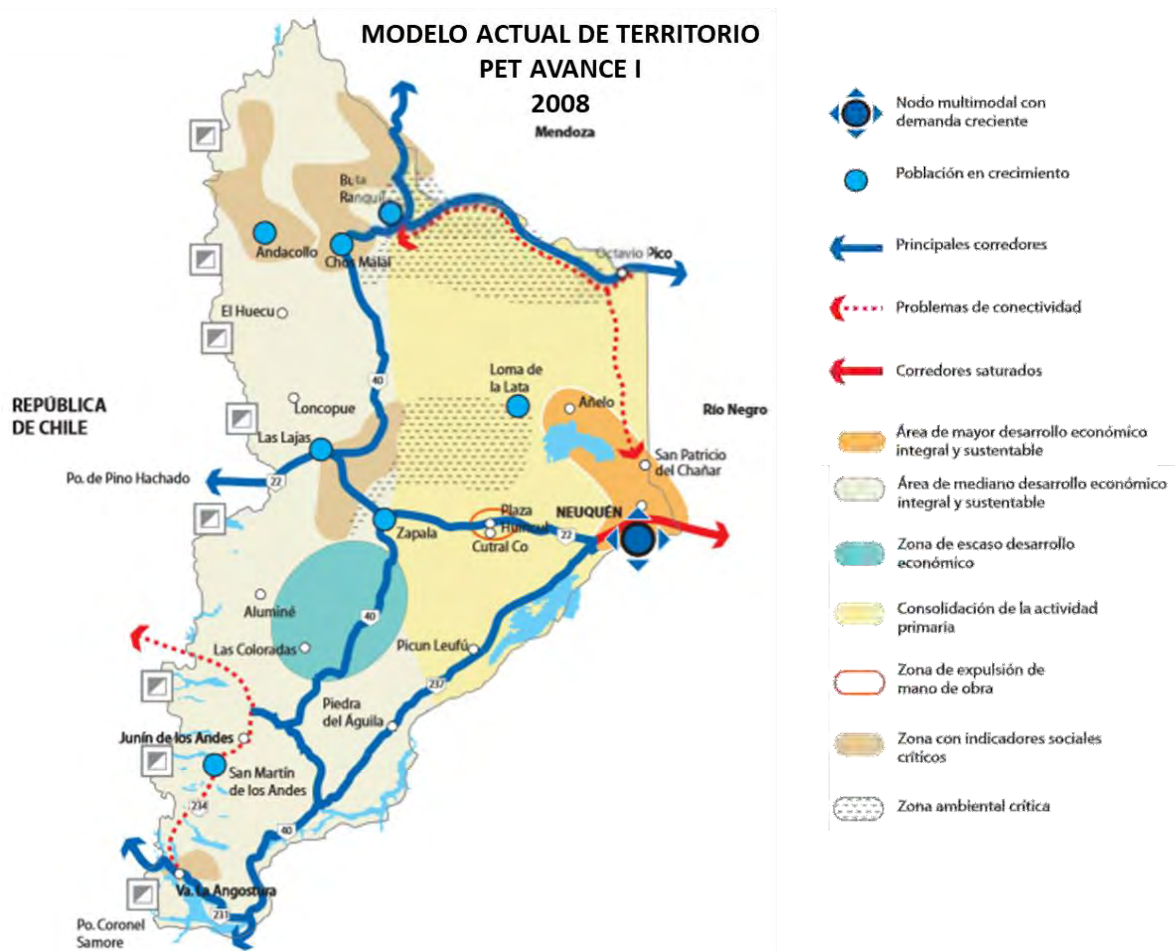 MODELO ACTUAL DE TERRITORIO
PET AVANCE I
2008
Mendoza
Buta
Ranquil
Andacollo
Chos Malal
Octavio Pico
El Huecu
40
Loma de
la Lata
Añelo
Río Negro
REPÚBLICA
DE CHILE
Loncopue
Las Lajas
San Patricio
del Chañar
Po. de Pino Hachado
22
NEUQUÉN
Plaza
Huincul
Zapala
22
Cutral Co
Aluminé
40
Las Coloradas
Picun Leufú
237
Piedra
del Águila
Junín de los Andes
San Martín
de los Andes
234
40
Va. La Angostura
231
Po. Coronel
Samore
Nodo multimodal con
demanda creciente
Población en crecimiento
Principales corredores
Problemas de conectividad
Corredores saturados
Área de mayor desarrollo económico
integral y sustentable
Área de mediano desarrollo económico
integral y sustentable
Zona de escaso desarrollo
económico
Consolidación de la actividad
primaria
Zona de expulsión de
mano de obra
Zona con indicadores sociales
críticos
Zona ambiental crítica